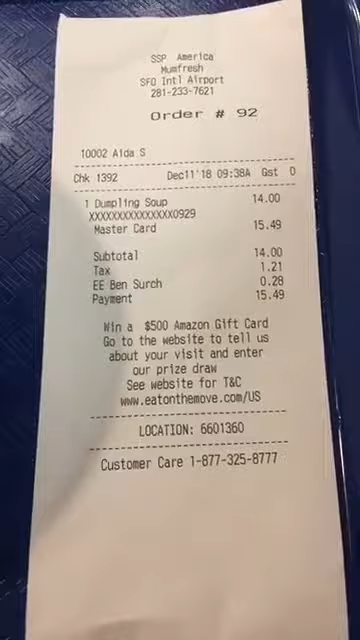 SSP America
Mumfresh
SFO Intl Airport
281-233-7621
Order # 92
10002 Aida S
Chk 1392 Dec11'18 09:38A Gst 0
1 Dumpling Soup 14.00
XXXXXXXXXXXXXXX0929
Master Card 15.49
Subtotal 14.00
Tax 1.21
EE Ben Surch 0.28
Payment 15.49
Win a $500 Amazon Gift Card
Go to the website to tell us
about your visit and enter
our prize draw
See website for T&C
www.eatonthemove.com/US
LOCATION: 6601360
Customer Care 1-877-325-8777